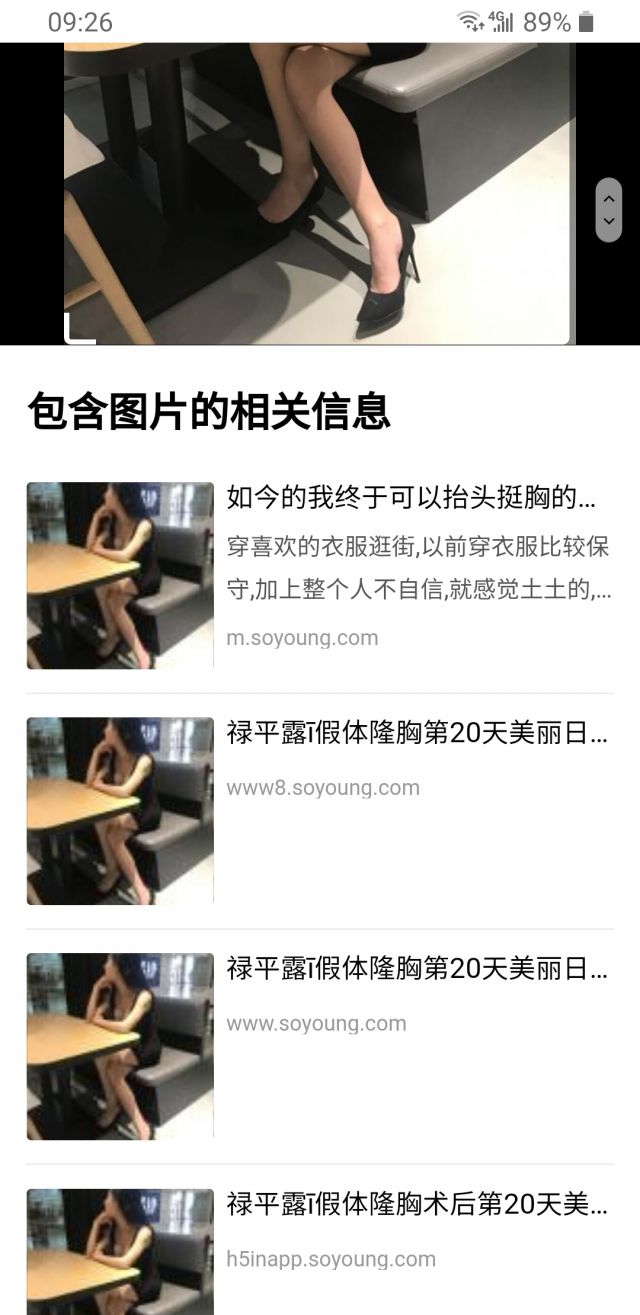 09:26
4G 89%
包含图片的相关信息
如今的我终于可以抬头挺胸的...
穿喜欢的衣服逛街,以前穿衣服比较保
守,加上整个人不自信,就感觉土土的,...
m.soyoung.com
禄平露ī假体隆胸第20天美丽日...
www8.soyoung.com
禄平露ī假体隆胸第20天美丽日...
www.soyoung.com
禄平露ī假体隆胸术后第20天美...
h5inapp.soyoung.com